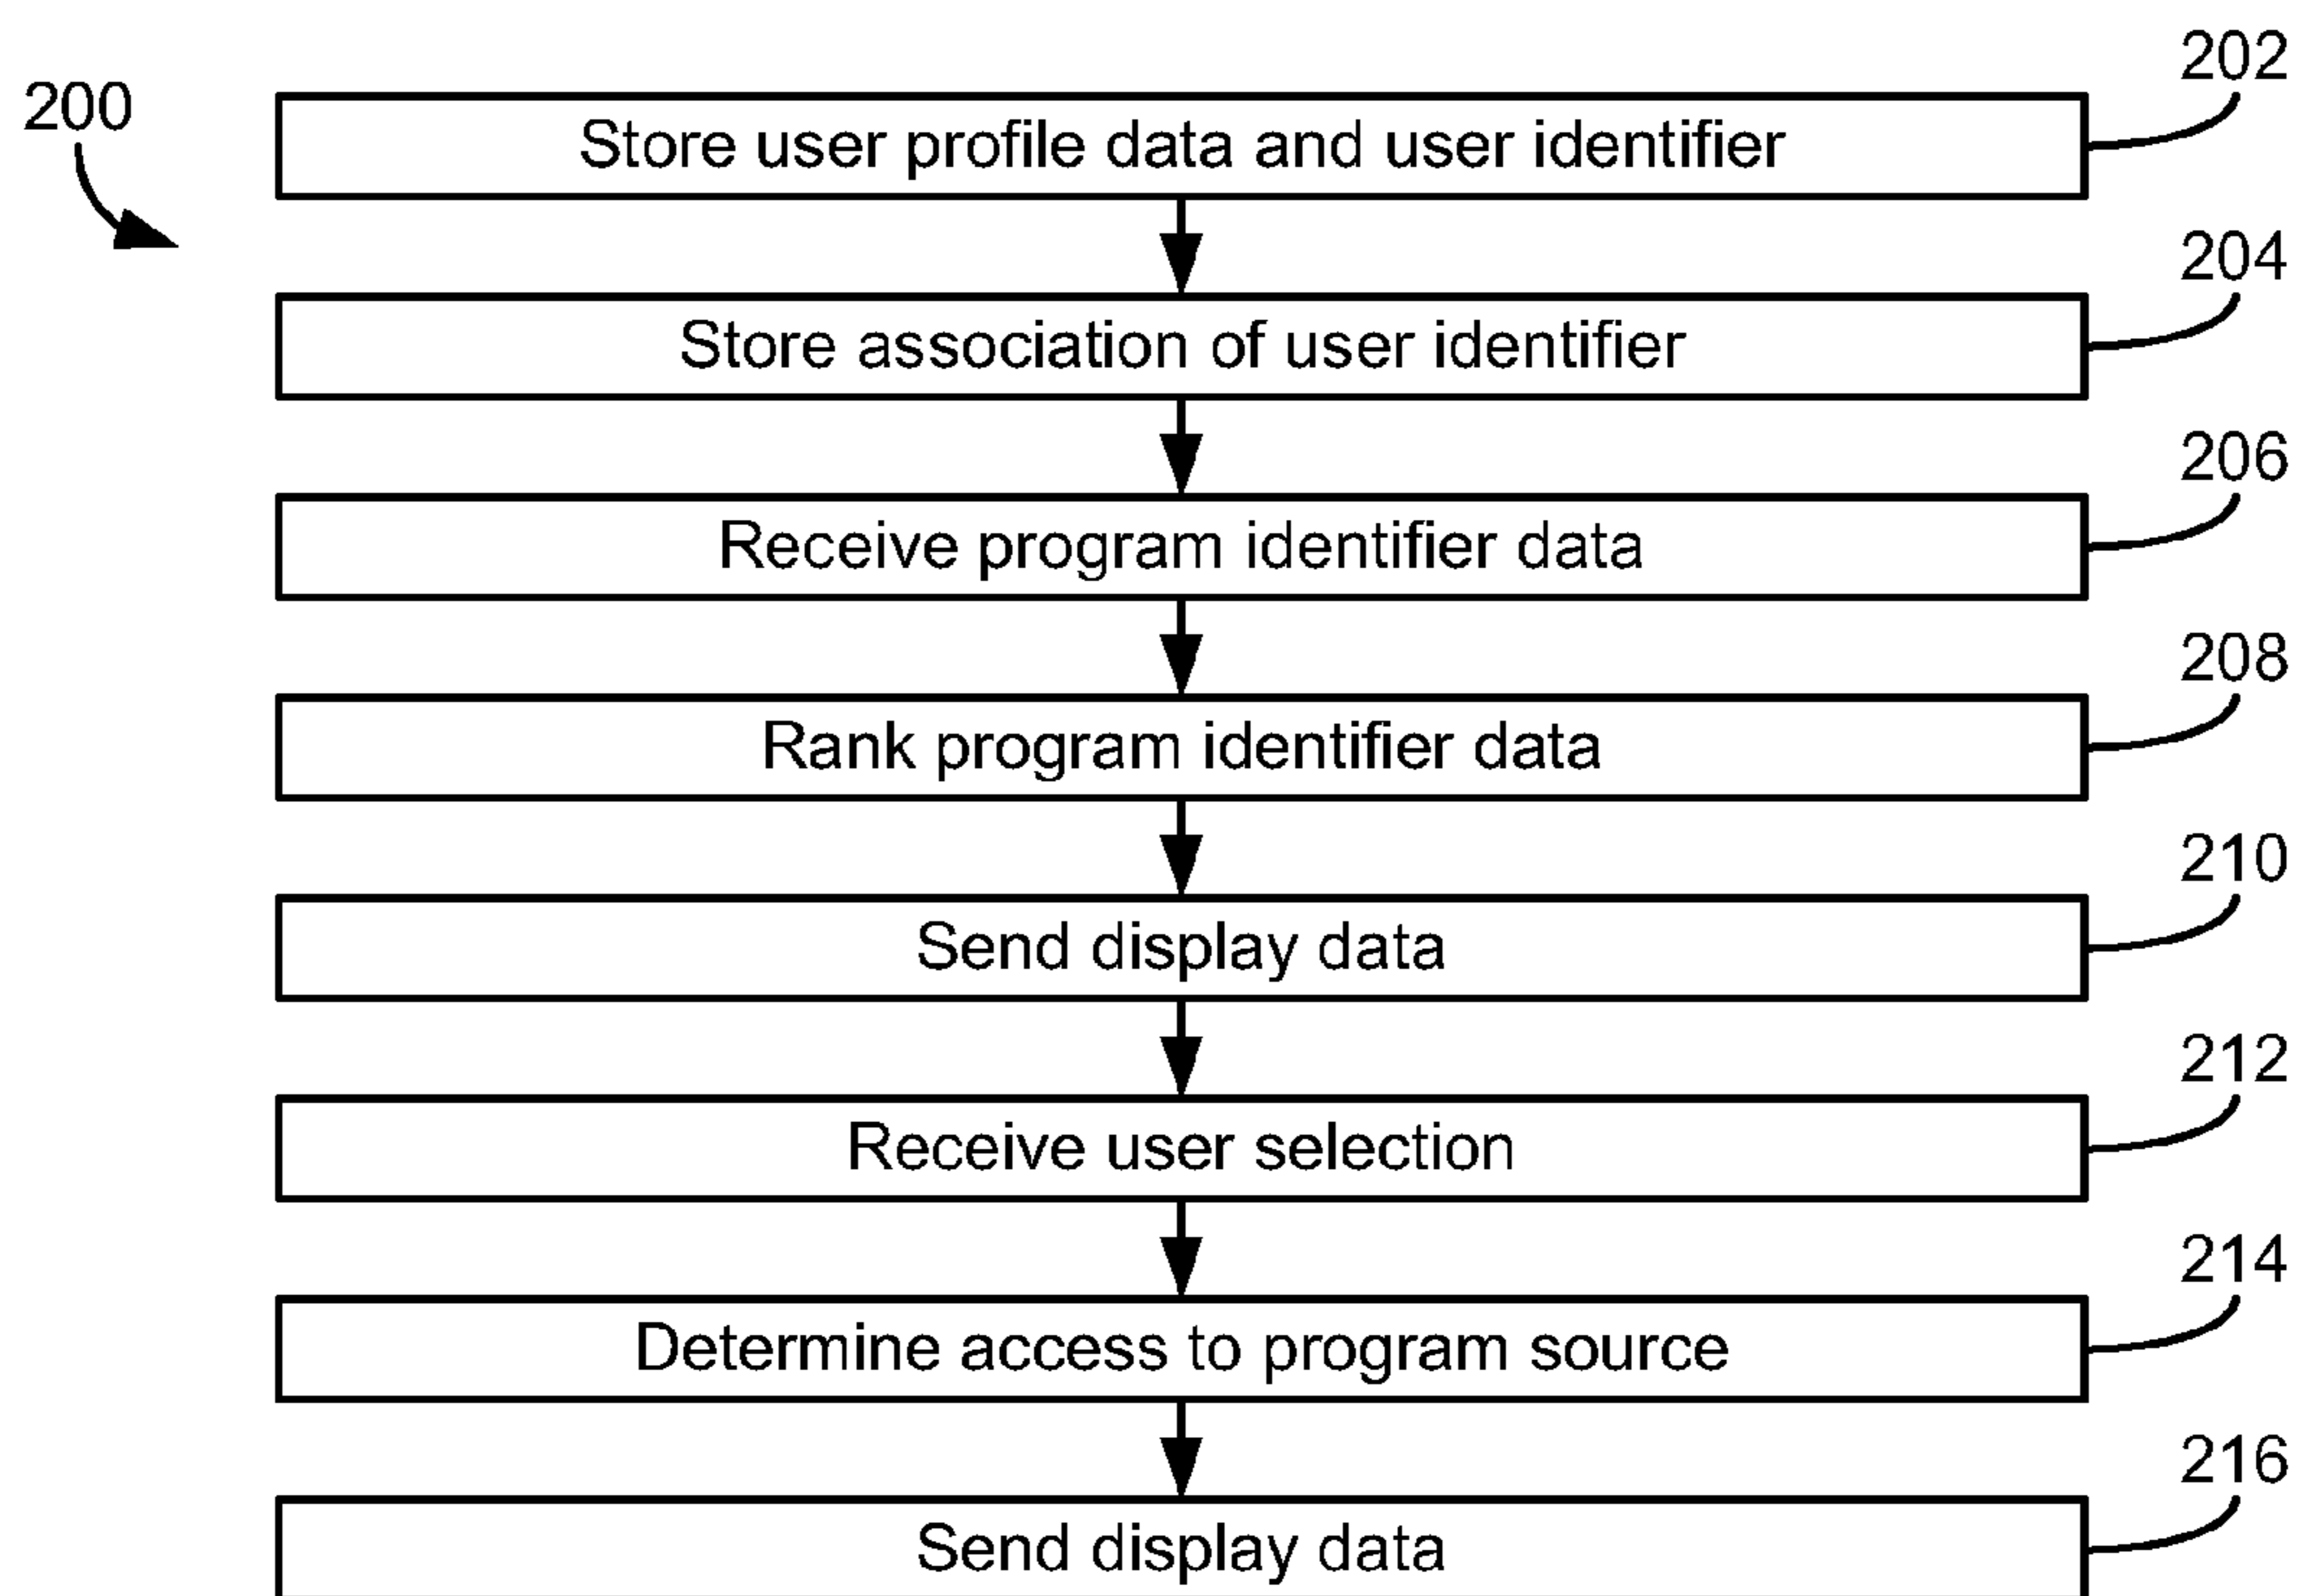 202
200
Store user profile data and user identifier
204
Store association of user identifier
206
Receive program identifier data
208
Rank program identifier data
210
Send display data
212
Receive user selection
214
Determine access to program source
216
Send display data